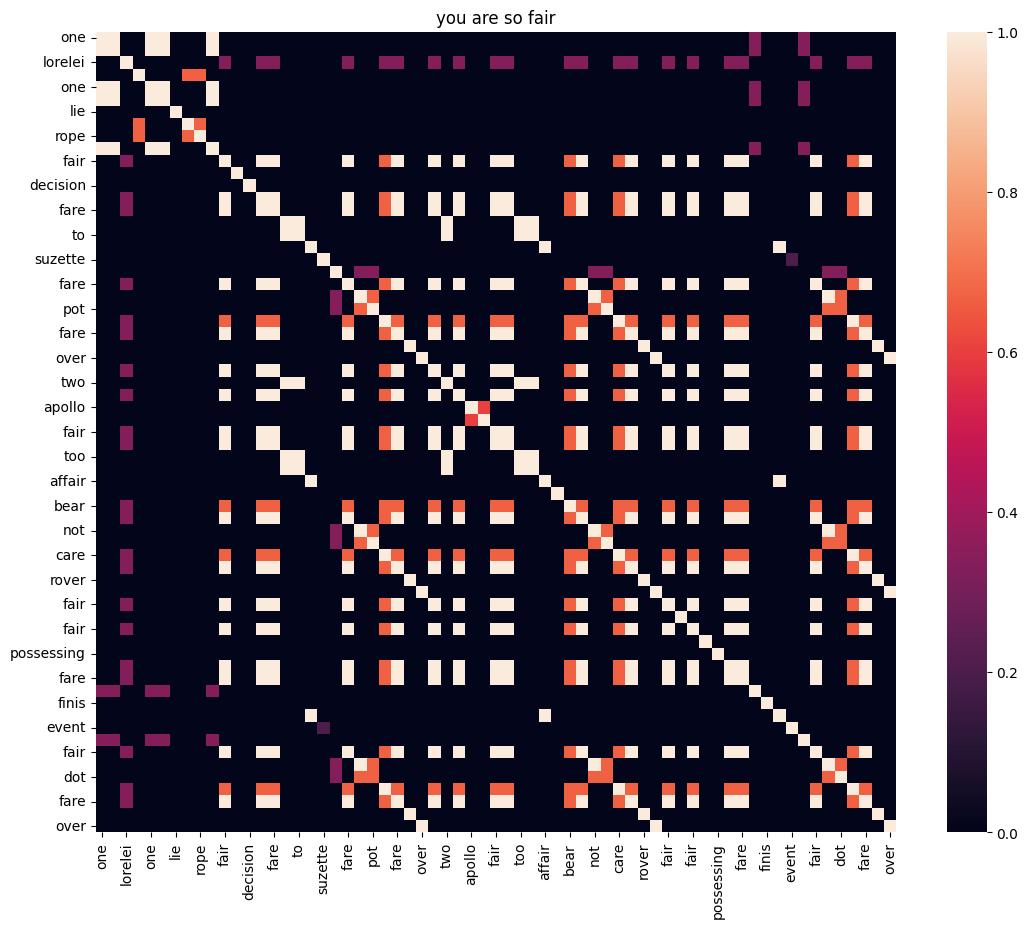 you are so fair
one
lorelei
one
lie
rope
fair
decision
fare
to
suzette
fare
pot
fare
over
two
apollo
fair
too
affair
bear
not
care
rover
fair
fair
possessing
fare
finis
event
fair
dot
fare
over
1.0
0.8
0.6
0.4
0.2
0.0
one
lorelei
one
lie
rope
fair
decision
fare
to
suzette
fare
pot
fare
over
two
apollo
fair
too
affair
bear
not
care
rover
fair
fair
possessing
fare
finis
event
fair
dot
fare
over